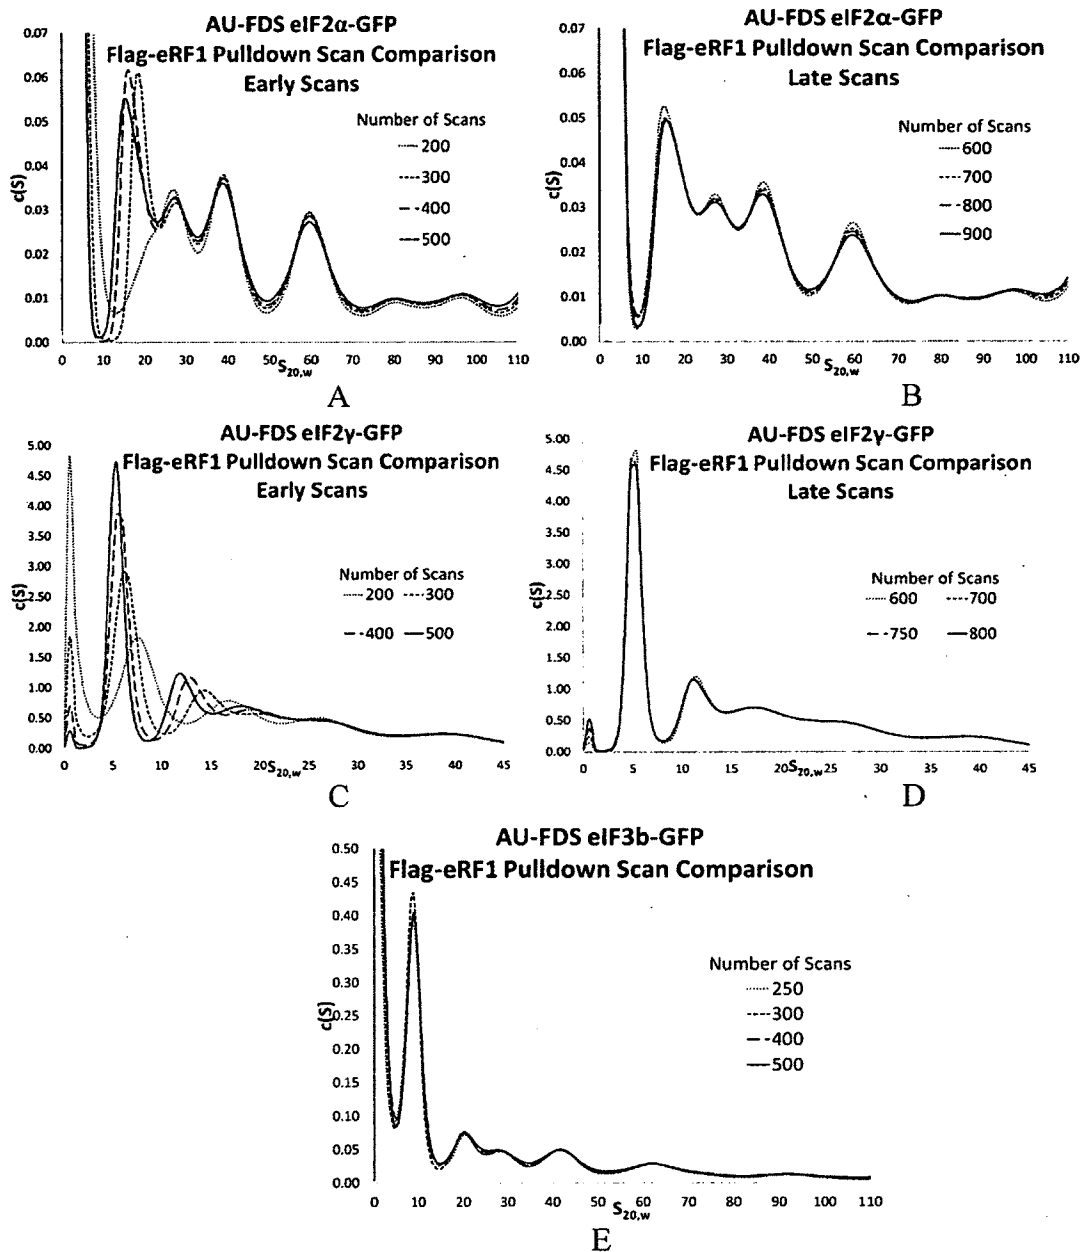 AU-FDS eIF2α-GFP
Flag-eRF1 Pulldown Scan Comparison
Early Scans
Number of Scans
200
300
400
500
c(S)
0.07
0.06
0.05
0.04
0.03
0.02
0.01
0.00
0 10 20 30 40 50 60 70 80 90 100 110
S20,w
A
AU-FDS eIF2α-GFP
Flag-eRF1 Pulldown Scan Comparison
Late Scans
Number of Scans
600
700
800
900
c(S)
0.07
0.06
0.05
0.04
0.03
0.02
0.01
0.00
0 10 20 30 40 50 60 70 80 90 100 110
S20,w
B
AU-FDS eIF2γ-GFP
Flag-eRF1 Pulldown Scan Comparison
Early Scans
Number of Scans
200 300
400 500
c(S)
5.00
4.50
4.00
3.50
3.00
2.50
2.00
1.50
1.00
0.50
0.00
0 5 10 15 20 S20,w 25 30 35 40 45
C
AU-FDS eIF2γ-GFP
Flag-eRF1 Pulldown Scan Comparison
Late Scans
Number of Scans
600 700
750 800
c(S)
5.00
4.50
4.00
3.50
3.00
2.50
2.00
1.50
1.00
0.50
0.00
0 5 10 15 20 S20,w 25 30 35 40 45
D
AU-FDS eIF3b-GFP
Flag-eRF1 Pulldown Scan Comparison
Number of Scans
250
300
400
500
c(S)
0.50
0.45
0.40
0.35
0.30
0.25
0.20
0.15
0.10
0.05
0.00
0 10 20 30 40 50 60 70 80 90 100 110
S20,w
E